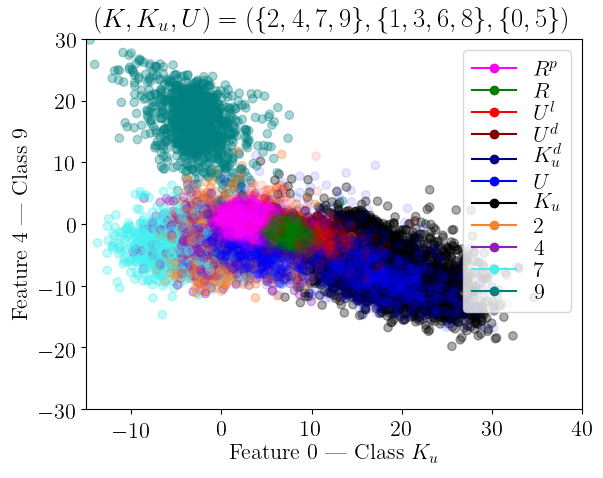 (K, K_u, U) = ({2, 4, 7, 9}, {1, 3, 6, 8}, {0, 5})
Feature 4 — Class 9
30
20
10
0
−10
−20
−30
−10
0
10
20
30
40
Feature 0 — Class K_u
R^p
R
U^l
U^d
K_u^d
U
K_u
2
4
7
9